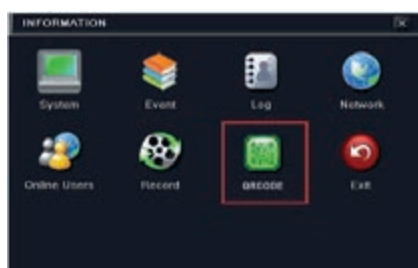 INFORMATION
System Event Log Network
Online Users Record QRCODE Exit